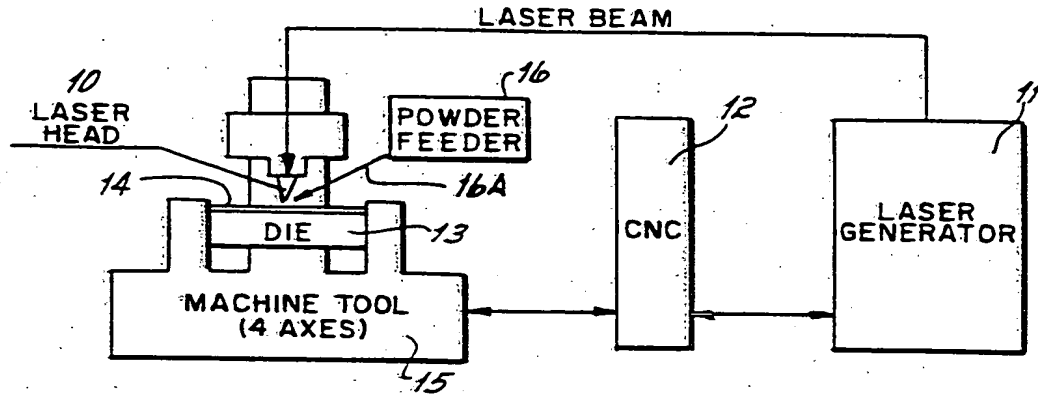 LASER BEAM
10
LASER
HEAD
16
POWDER
FEEDER
16A
14
DIE
13
MACHINE TOOL
(4 AXES)
15
12
CNC
11
LASER
GENERATOR